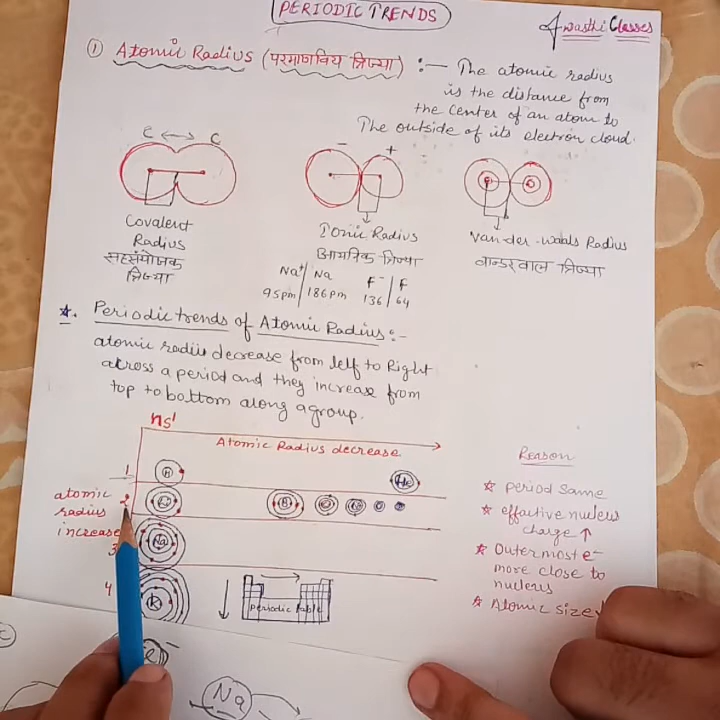 PERIODIC TRENDS
Awasthi Classes
① Atomic Radius (परमाणविय त्रिज्या) :— The atomic radius
is the distance from
the center of an atom to
The outside of its electron cloud.
C C
- +
Covalent
Radius
सहसंयोजक
त्रिज्या
Ionic Radius
आयनिक त्रिज्या
Na⁺ | Na F⁻ | F
95pm | 186pm 136 | 64
Vander-waals Radius
वान्डरवाल त्रिज्या
☆. Periodic trends of Atomic Radius:-
atomic radii decrease from left to Right
across a period and they increase from
top to bottom along a group.
ns¹
Atomic Radius decrease
1 H He
atomic 2
radius
increase
3 Na
4 K
periodic table
Reason
☆ period same
☆ effective nucleus
charge ↑
☆ Outermost e⁻
more close to
nucleus
☆ Atomic size
Na